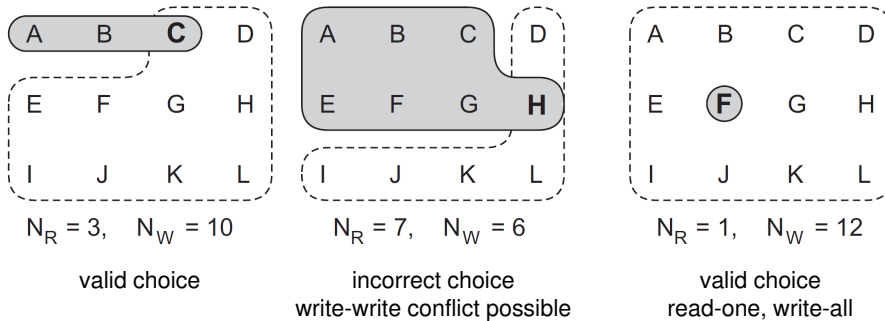 A B C D
E F G H
I J K L
N_R = 3, N_W = 10
valid choice
A B C D
E F G H
I J K L
N_R = 7, N_W = 6
incorrect choice
write-write conflict possible
A B C D
E F G H
I J K L
N_R = 1, N_W = 12
valid choice
read-one, write-all